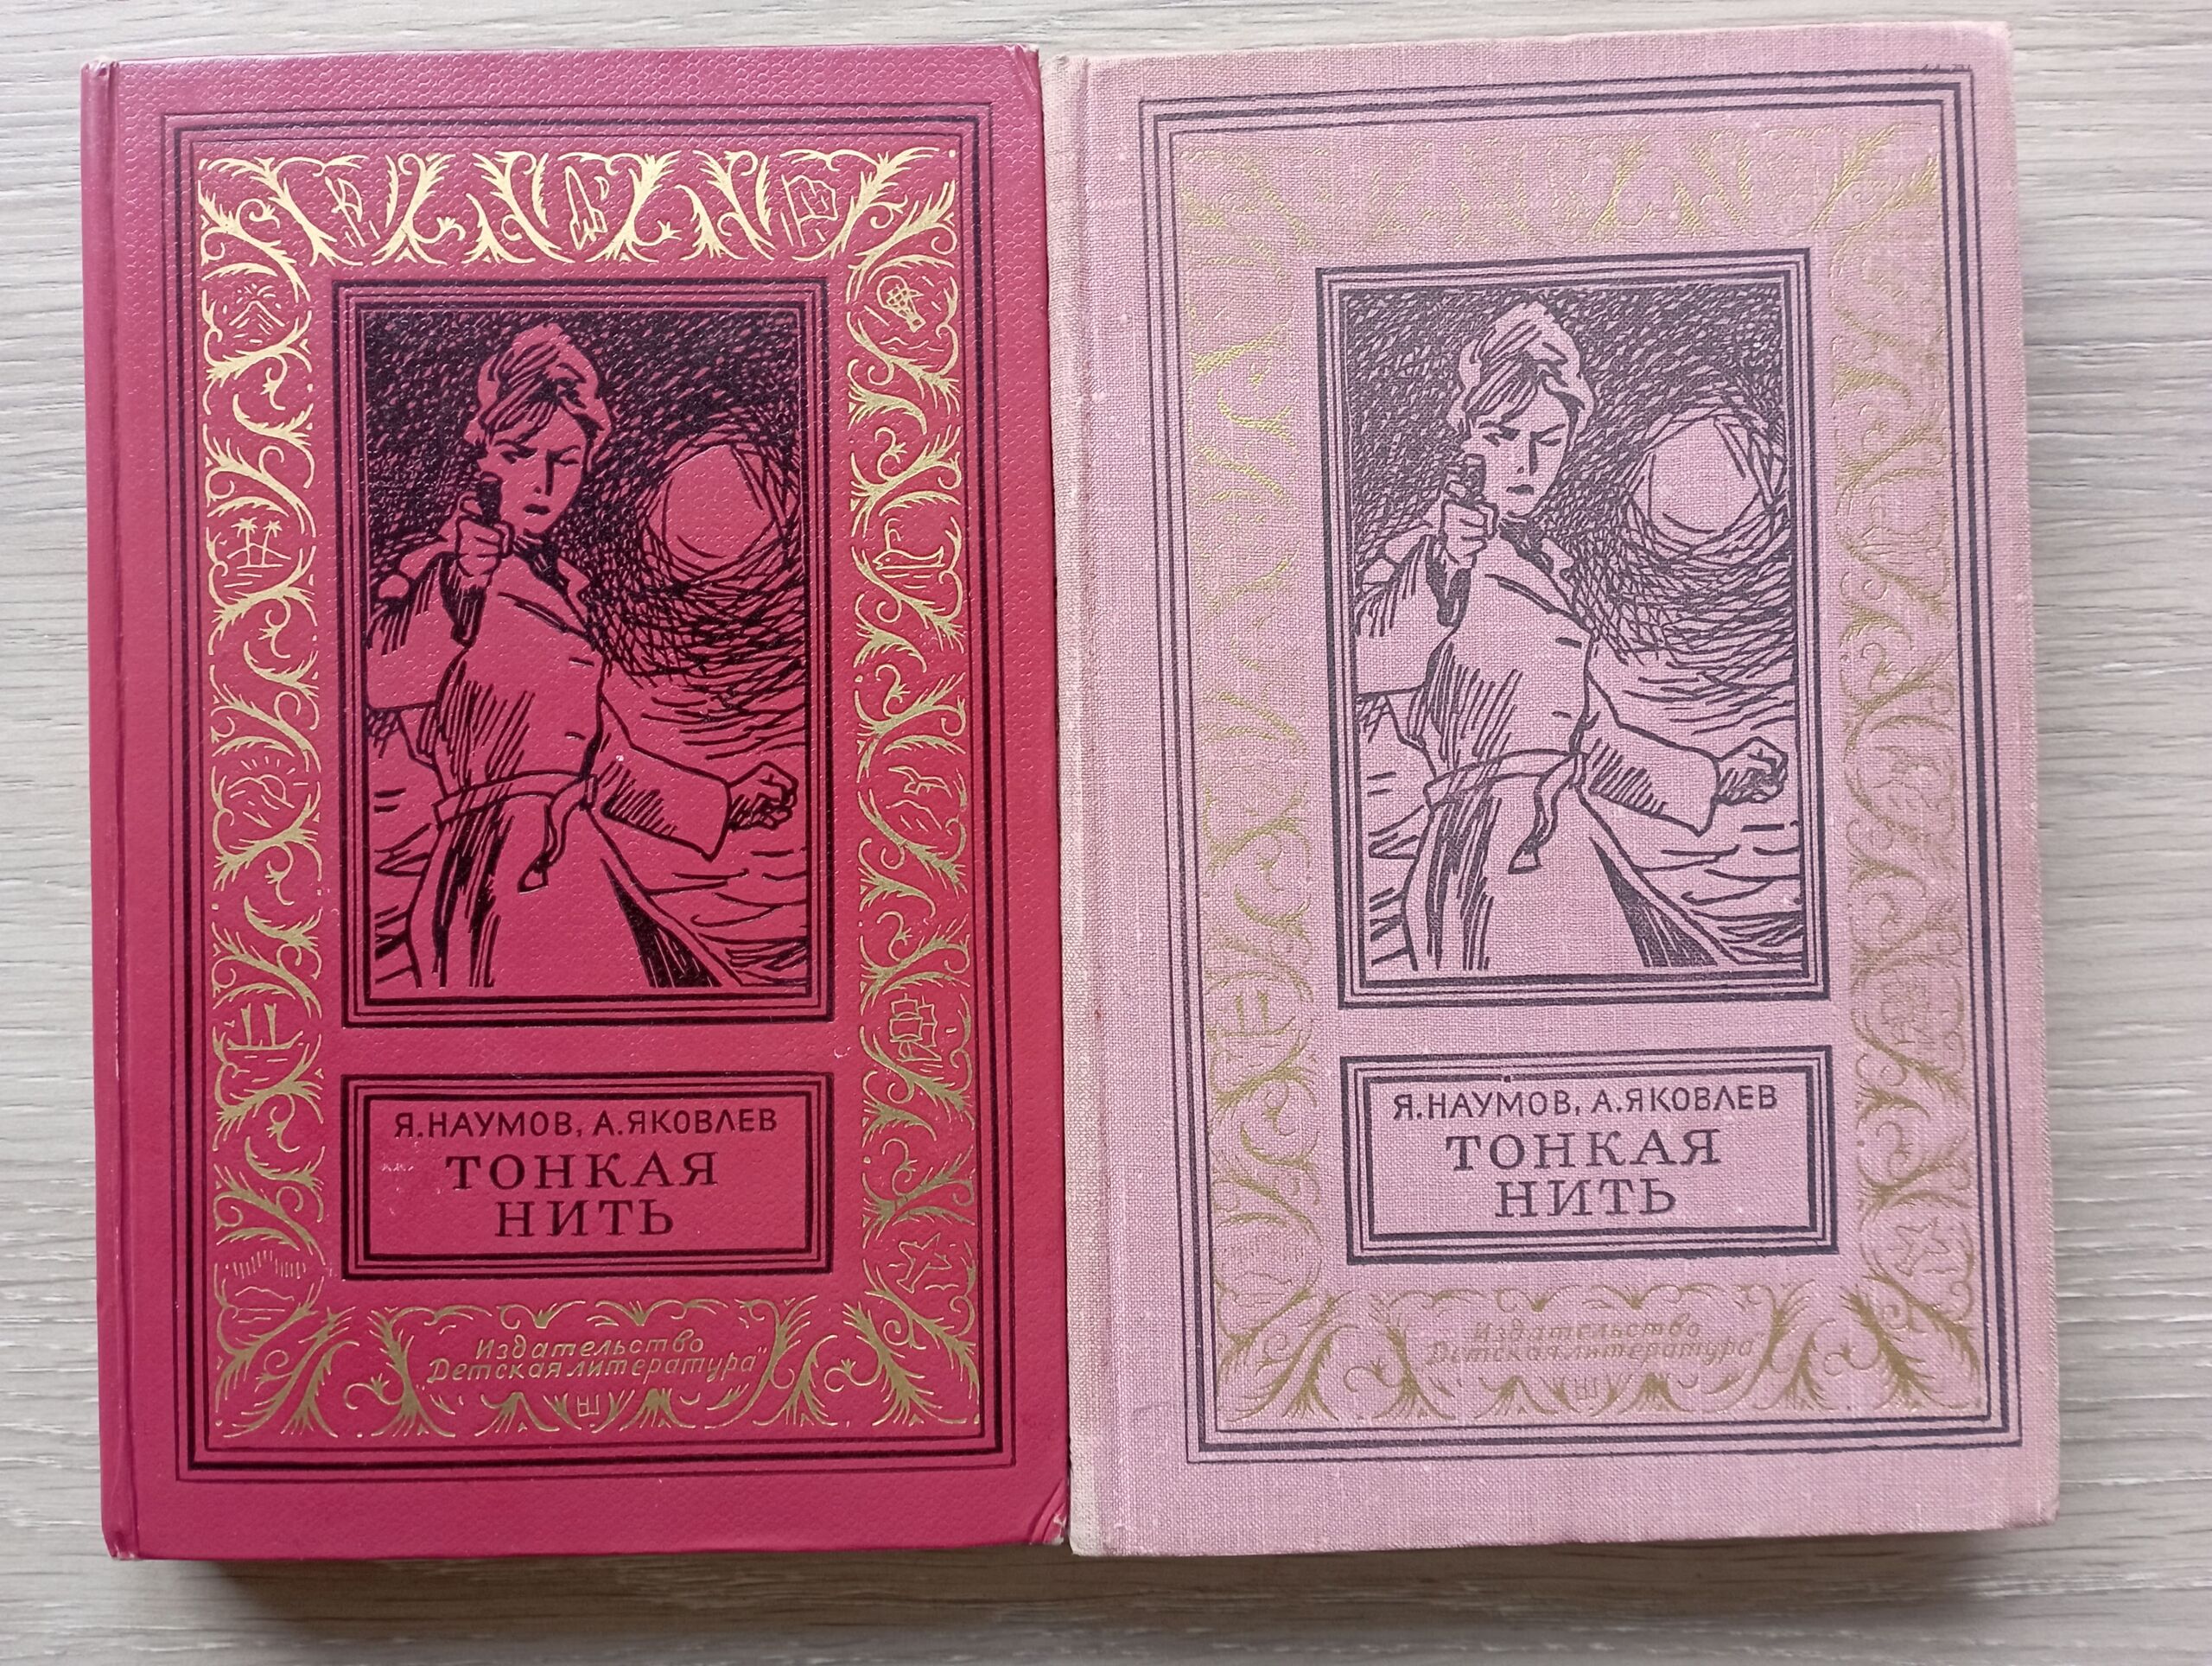 Я.НАУМОВ, А.ЯКОВЛЕВ
ТОНКАЯ
НИТЬ
Издательство
"Детская литература"
Я.НАУМОВ, А.ЯКОВЛЕВ
ТОНКАЯ
НИТЬ
Издательство
"Детская литература